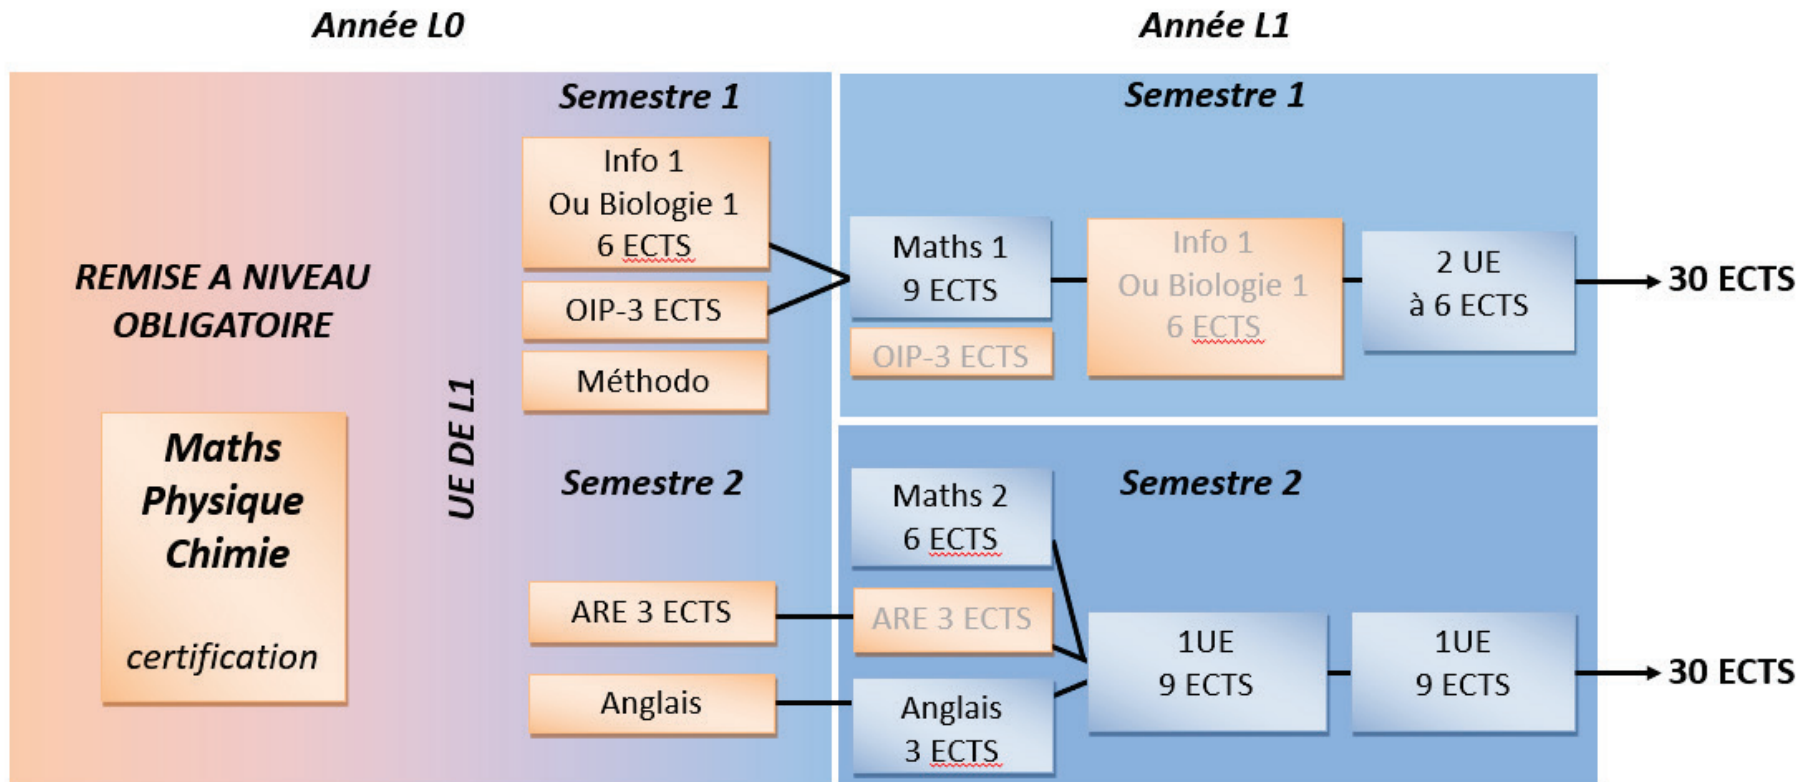 Année L0
Année L1
REMISE A NIVEAU
OBLIGATOIRE
Maths
Physique
Chimie
certification
UE DE L1
Semestre 1
Info 1
Ou Biologie 1
6 ECTS
OIP-3 ECTS
Méthodo
Semestre 2
ARE 3 ECTS
Anglais
Semestre 1
Maths 1
9 ECTS
OIP-3 ECTS
Info 1
Ou Biologie 1
6 ECTS
2 UE
à 6 ECTS
30 ECTS
Semestre 2
Maths 2
6 ECTS
ARE 3 ECTS
Anglais
3 ECTS
1UE
9 ECTS
1UE
9 ECTS
30 ECTS